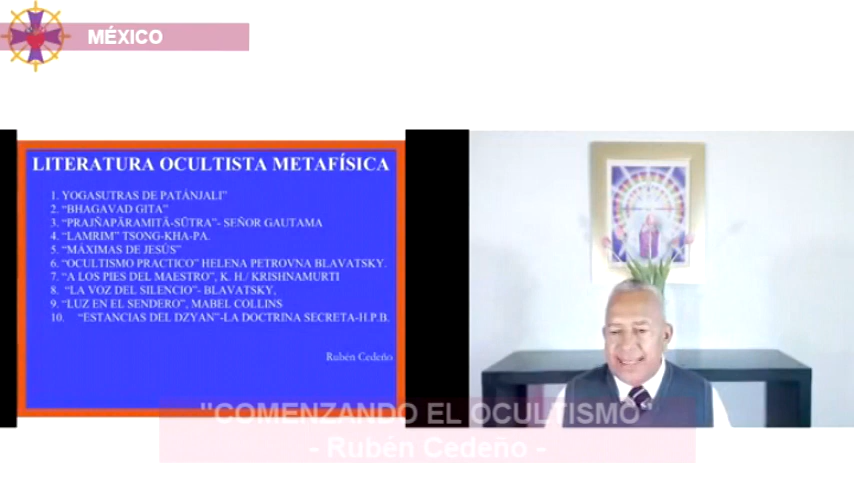 MÉXICO
LITERATURA OCULTISTA METAFÍSICA
1. YOGASUTRAS DE PATÁNJALI”
2. “BHAGAVAD GITA”
3. “PRAJÑAPĀRAMITĀ-SŪTRA”- SEÑOR GAUTAMA
4. “LAMRIM” TSONG-KHA-PA.
5. “MÁXIMAS DE JESÚS”
6. “OCULTISMO PRACTICO” HELENA PETROVNA BLAVATSKY.
7. “A LOS PIES DEL MAESTRO”, K. H./ KRISHNAMURTI
8. “LA VOZ DEL SILENCIO”- BLAVATSKY,
9. “LUZ EN EL SENDERO”, MABEL COLLINS
10. “ESTANCIAS DEL DZYAN”-LA DOCTRINA SECRETA-H.P.B.
Rubén Cedeño
"COMENZANDO EL OCULTISMO"
- Rubén Cedeño -